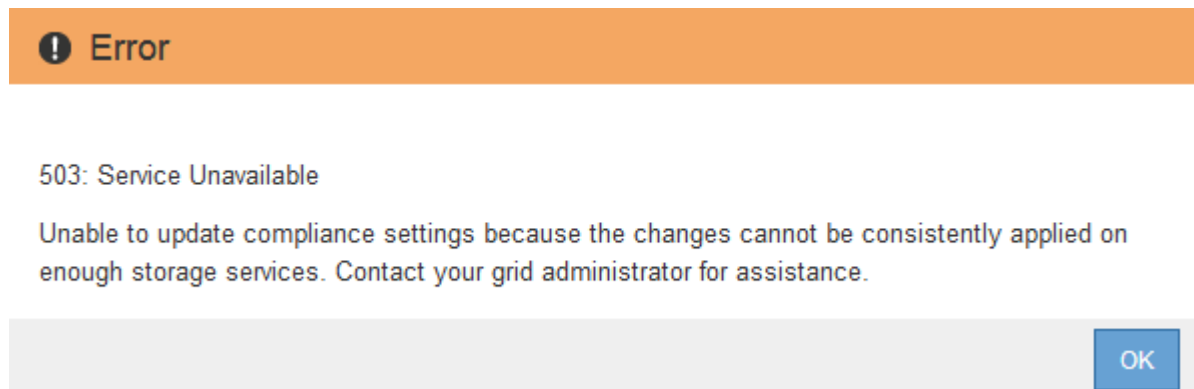 Error
503: Service Unavailable
Unable to update compliance settings because the changes cannot be consistently applied on
enough storage services. Contact your grid administrator for assistance.
OK